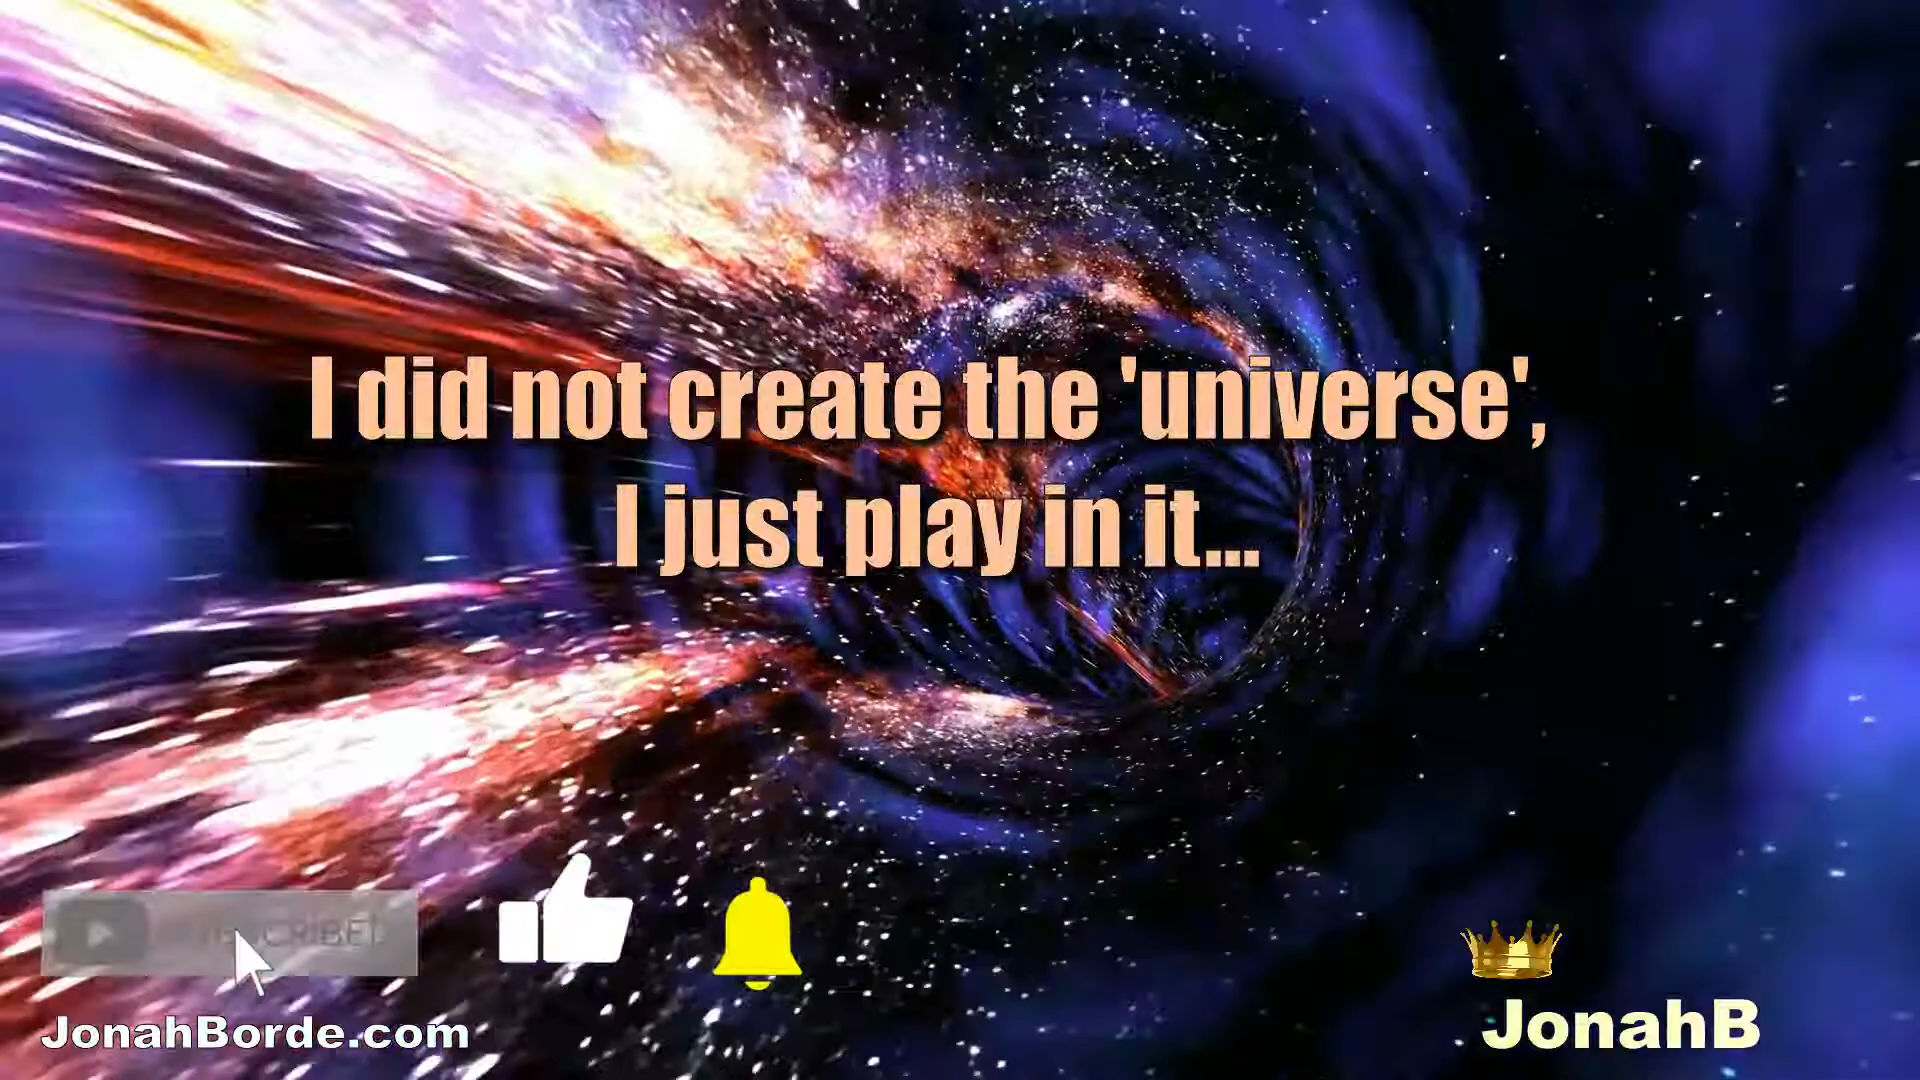 I did not create the 'universe',
I just play in it...
JonahBorde.com
JonahB